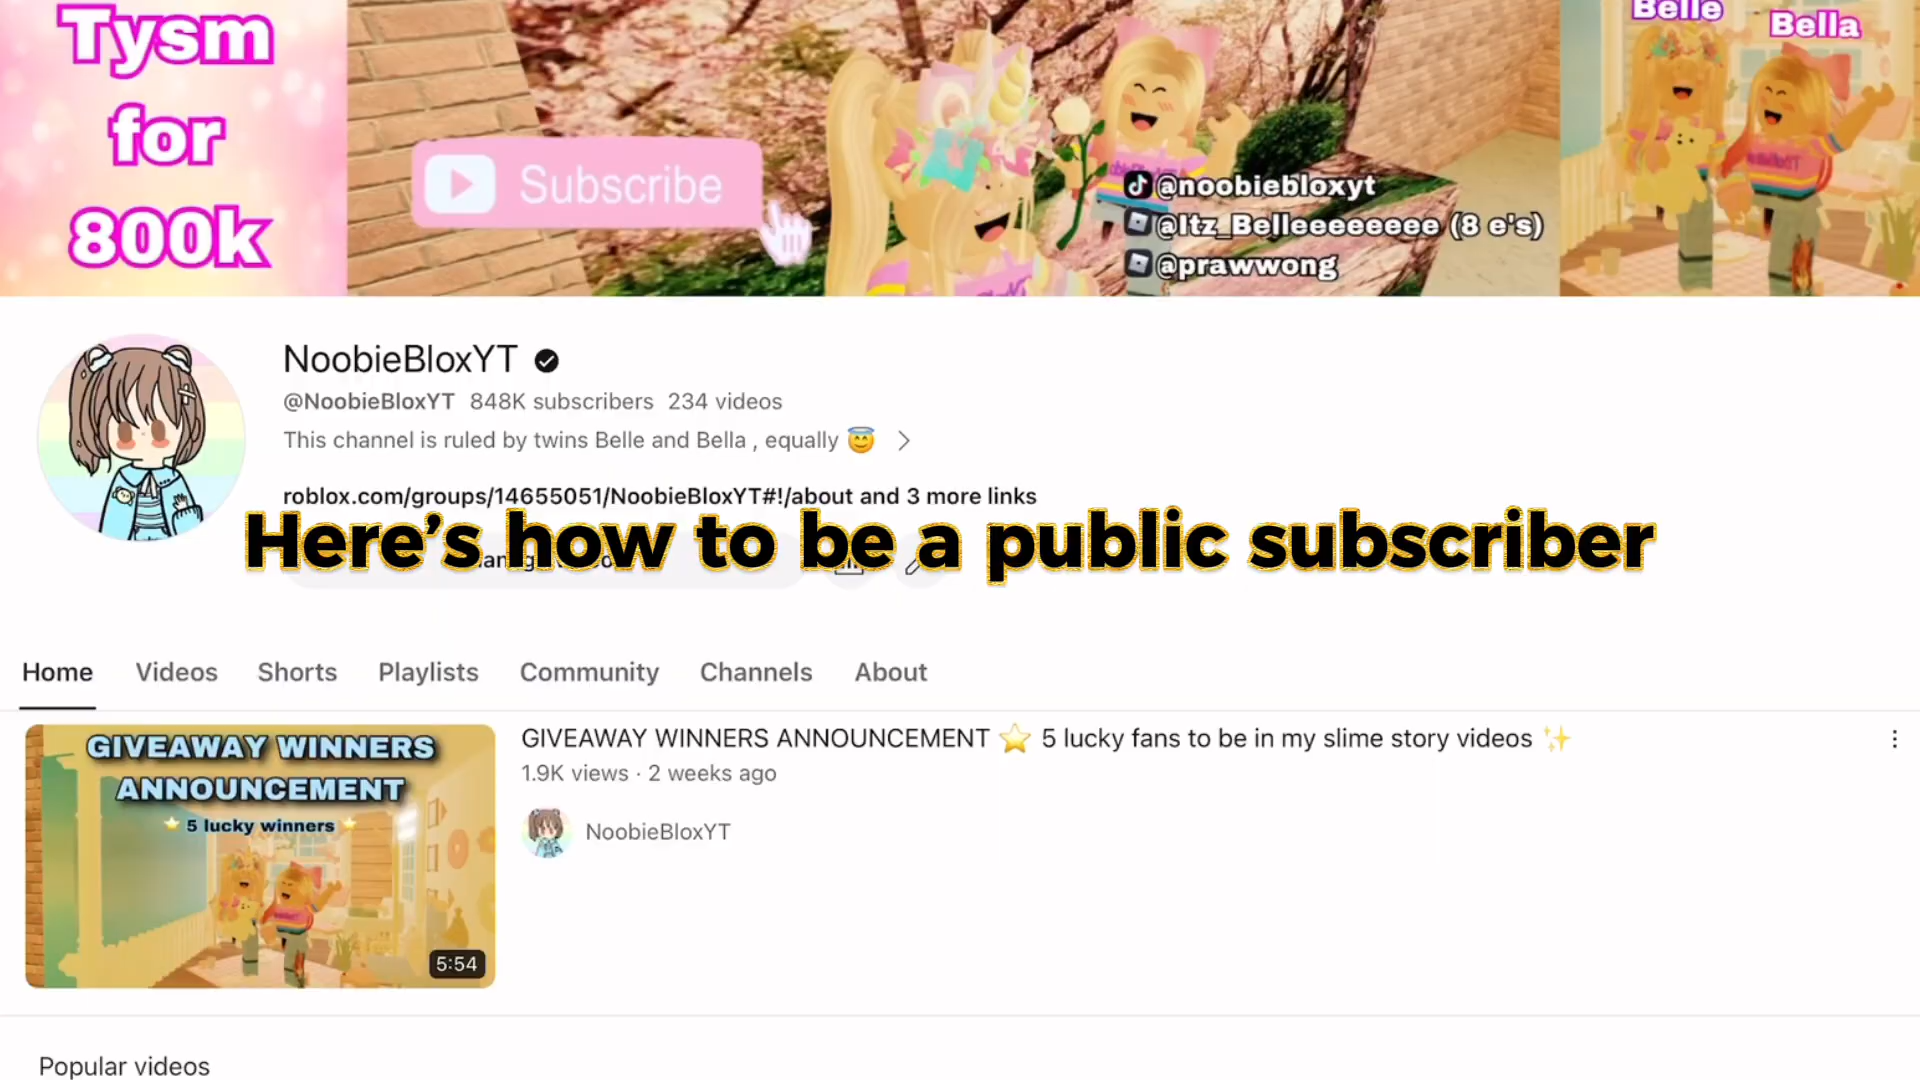 Tysm
for
800k
Subscribe
@noobiebloxyt
@Itz_Belleeeeeeee (8 e's)
@prawwong
Belle
Bella
NoobieBloxYT
@NoobieBloxYT 848K subscribers 234 videos
This channel is ruled by twins Belle and Bella , equally 😇
roblox.com/groups/14655051/NoobieBloxYT#!/about and 3 more links
Here's how to be a public subscriber
Home Videos Shorts Playlists Community Channels About
GIVEAWAY WINNERS
ANNOUNCEMENT
⭐ 5 lucky winners ⭐
5:54
GIVEAWAY WINNERS ANNOUNCEMENT ⭐ 5 lucky fans to be in my slime story videos ✨
1.9K views · 2 weeks ago
NoobieBloxYT
Popular videos